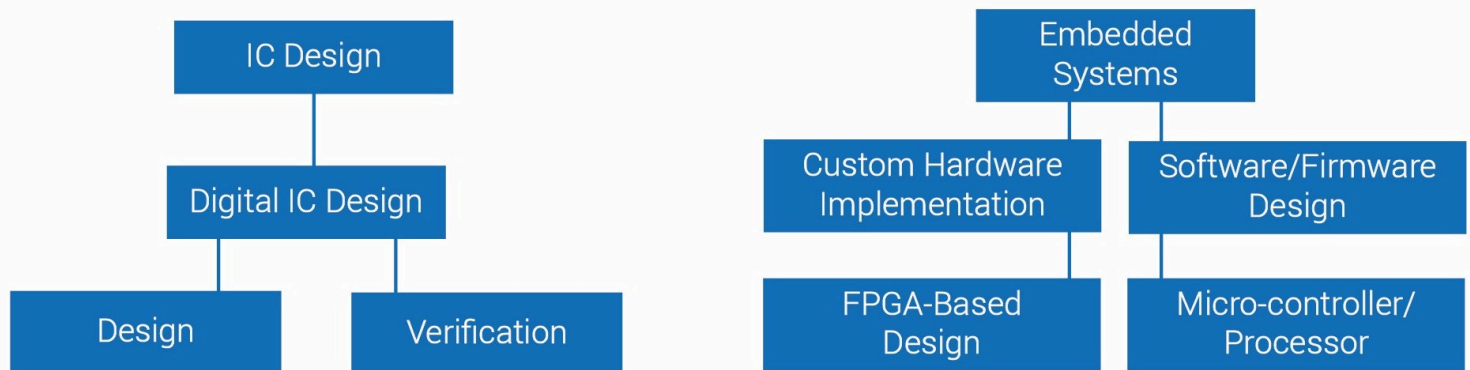 IC Design
Digital IC Design
Design
Verification
Embedded
Systems
Custom Hardware
Implementation
Software/Firmware
Design
FPGA-Based
Design
Micro-controller/
Processor